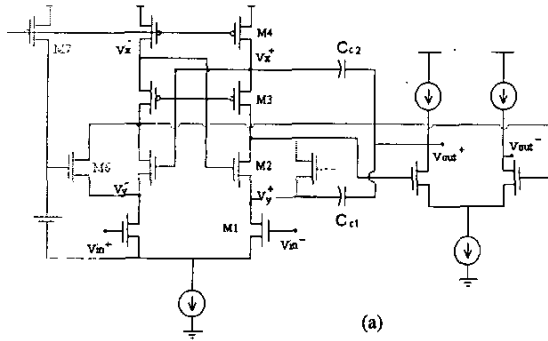 M7
Vx-
M4
Vx+
Cc2
M3
M6
M2
Vout+
Vout-
Vy-
Vy+
Cc1
M1
Vin+
Vin-
(a)